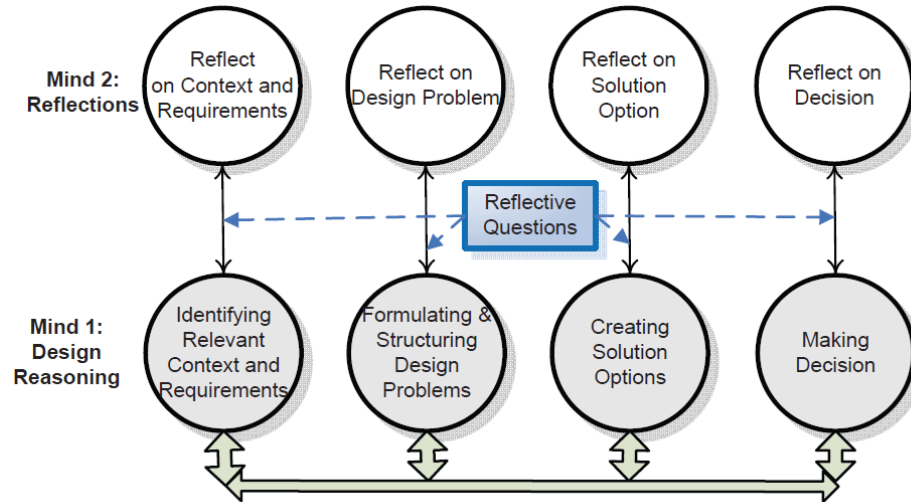 Mind 2:
Reflections
Reflect
on Context and
Requirements
Reflect on
Design Problem
Reflect on
Solution
Option
Reflect on
Decision
Reflective
Questions
Mind 1:
Design
Reasoning
Identifying
Relevant
Context and
Requirements
Formulating &
Structuring
Design
Problems
Creating
Solution
Options
Making
Decision